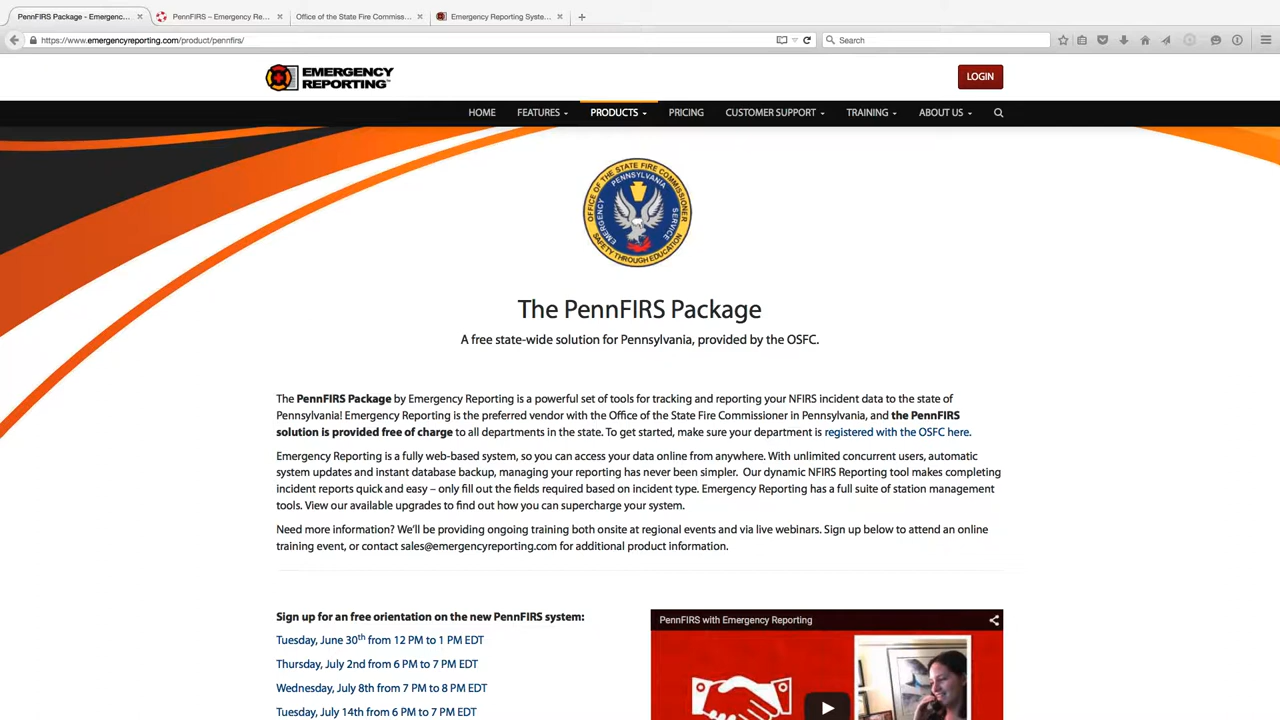 PennFIRS Package - Emergenc...
PennFIRS – Emergency Re...
Office of the State Fire Commiss...
Emergency Reporting Syste...
https://www.emergencyreporting.com/product/pennfirs/
Search
EMERGENCY
REPORTING™
LOGIN
HOME
FEATURES
PRODUCTS
PRICING
CUSTOMER SUPPORT
TRAINING
ABOUT US
OFFICE OF THE STATE FIRE COMMISSIONER
PENNSYLVANIA
EMERGENCY
SERVICE
SAFETY THROUGH EDUCATION
The PennFIRS Package
A free state-wide solution for Pennsylvania, provided by the OSFC.
The PennFIRS Package by Emergency Reporting is a powerful set of tools for tracking and reporting your NFIRS incident data to the state of
Pennsylvania! Emergency Reporting is the preferred vendor with the Office of the State Fire Commissioner in Pennsylvania, and the PennFIRS
solution is provided free of charge to all departments in the state. To get started, make sure your department is registered with the OSFC here.
Emergency Reporting is a fully web-based system, so you can access your data online from anywhere. With unlimited concurrent users, automatic
system updates and instant database backup, managing your reporting has never been simpler. Our dynamic NFIRS Reporting tool makes completing
incident reports quick and easy – only fill out the fields required based on incident type. Emergency Reporting has a full suite of station management
tools. View our available upgrades to find out how you can supercharge your system.
Need more information? We'll be providing ongoing training both onsite at regional events and via live webinars. Sign up below to attend an online
training event, or contact sales@emergencyreporting.com for additional product information.
Sign up for an free orientation on the new PennFIRS system:
Tuesday, June 30th from 12 PM to 1 PM EDT
Thursday, July 2nd from 6 PM to 7 PM EDT
Wednesday, July 8th from 7 PM to 8 PM EDT
Tuesday, July 14th from 6 PM to 7 PM EDT
PennFIRS with Emergency Reporting